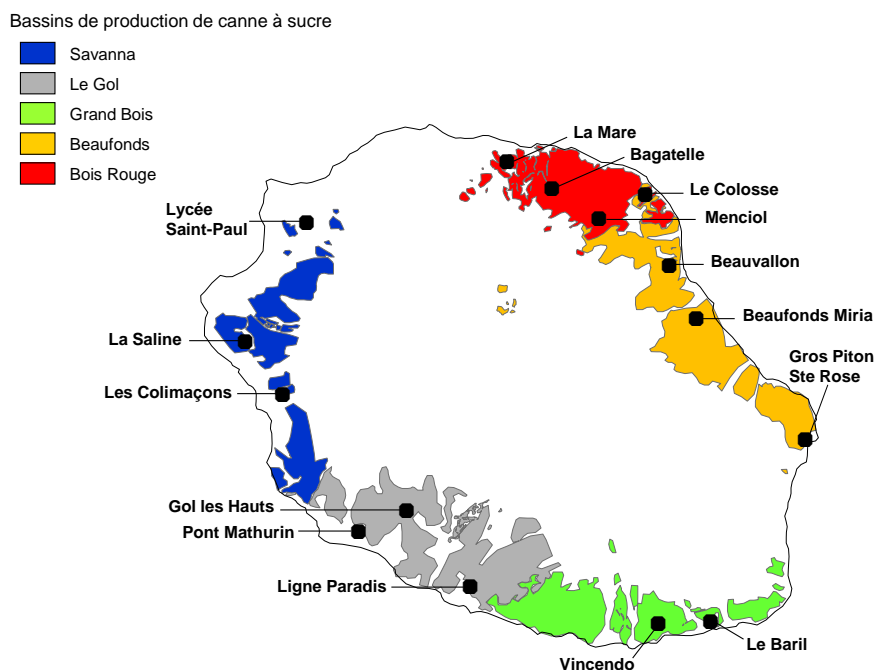 Bassins de production de canne à sucre
Savanna
Le Gol
Grand Bois
Beaufonds
Bois Rouge
La Mare
Bagatelle
Le Colosse
Menciol
Lycée
Saint-Paul
Beauvallon
Beaufonds Miria
La Saline
Gros Piton
Ste Rose
Les Colimaçons
Gol les Hauts
Pont Mathurin
Ligne Paradis
Le Baril
Vincendo